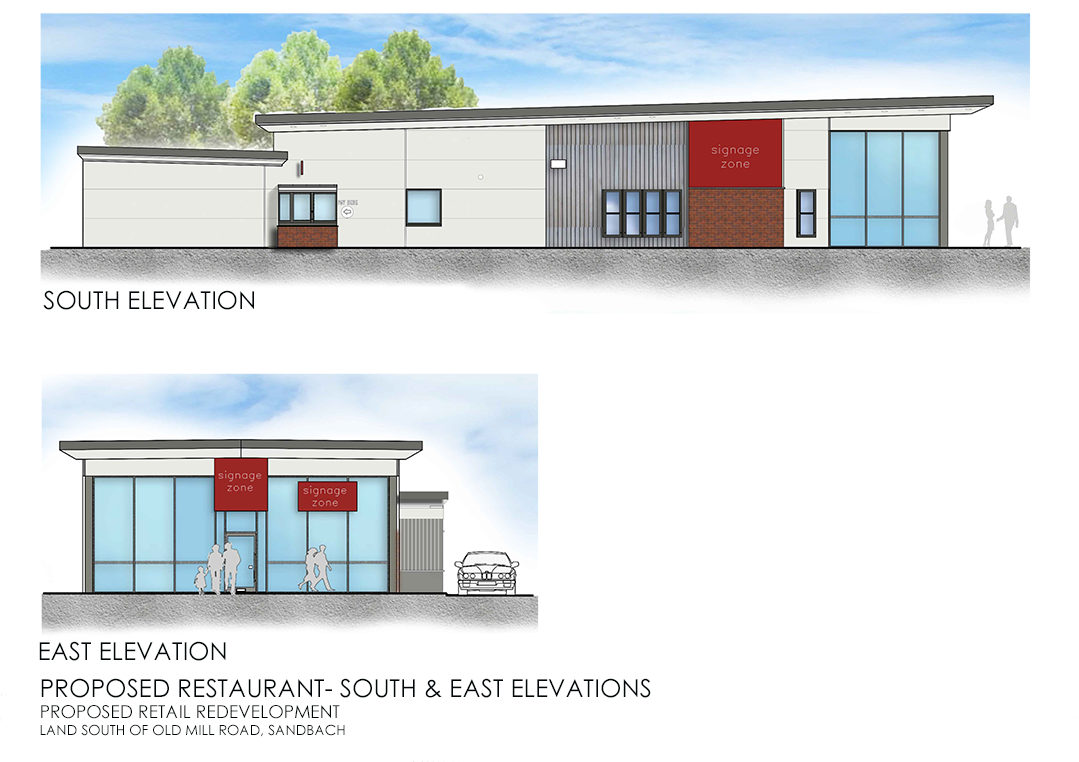 signage
zone
SOUTH ELEVATION
signage
zone
signage
zone
EAST ELEVATION
PROPOSED RESTAURANT- SOUTH & EAST ELEVATIONS
PROPOSED RETAIL REDEVELOPMENT
LAND SOUTH OF OLD MILL ROAD, SANDBACH